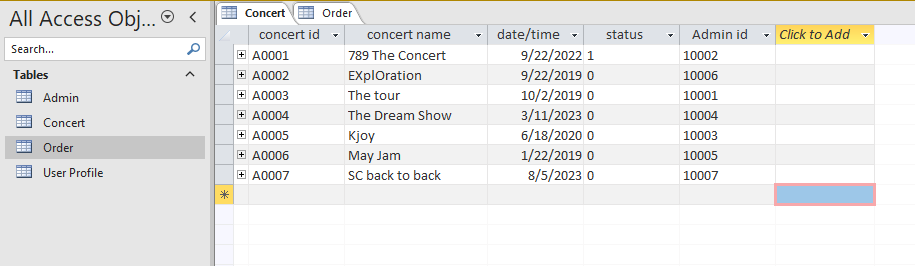 All Access Obj...
Search...
Tables
Admin
Concert
Order
User Profile
Concert Order
concert id concert name date/time status Admin id Click to Add
A0001 789 The Concert 9/22/2022 1 10002
A0002 EXplOration 9/22/2019 0 10006
A0003 The tour 10/2/2019 0 10001
A0004 The Dream Show 3/11/2023 0 10004
A0005 Kjoy 6/18/2020 0 10003
A0006 May Jam 1/22/2019 0 10005
A0007 SC back to back 8/5/2023 0 10007